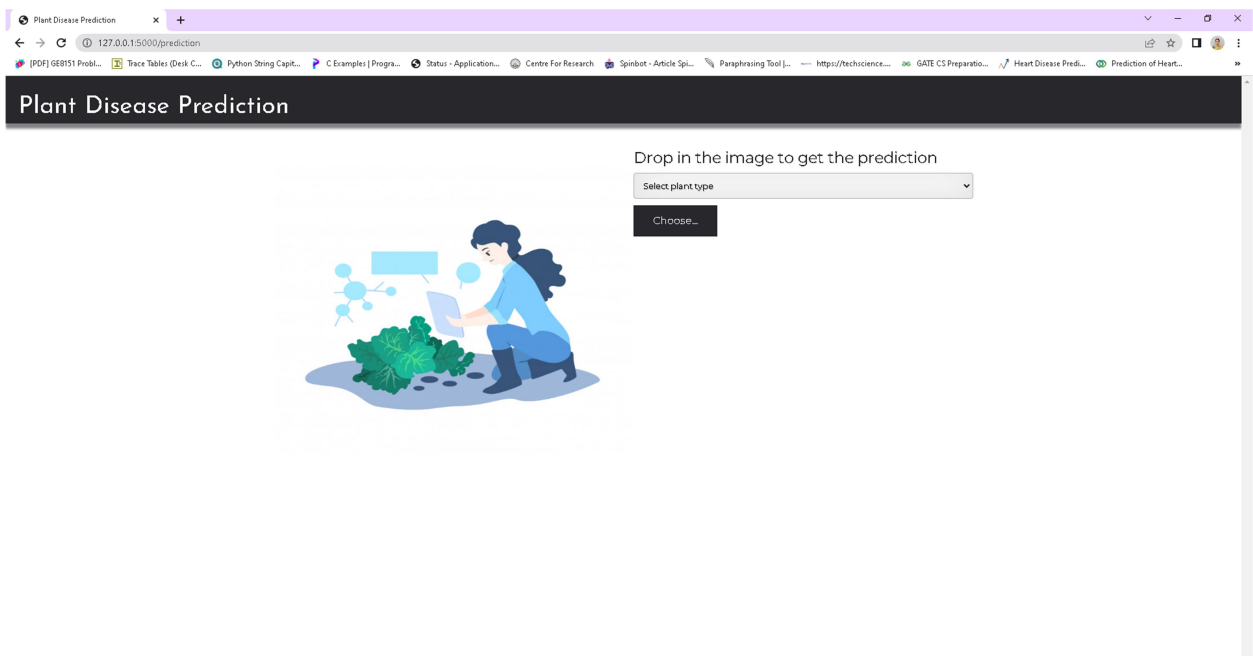 Plant Disease Prediction
127.0.0.1:5000/prediction
[PDF] GE8151 Probl... Trace Tables (Desk C... Python String Capit... C Examples | Progra... Status - Application... Centre For Research Spinbot - Article Spi... Paraphrasing Tool |... https://techscience.... GATE CS Preparatio... Heart Disease Predi... Prediction of Heart...
Plant Disease Prediction
Drop in the image to get the prediction
Select plant type
Choose...